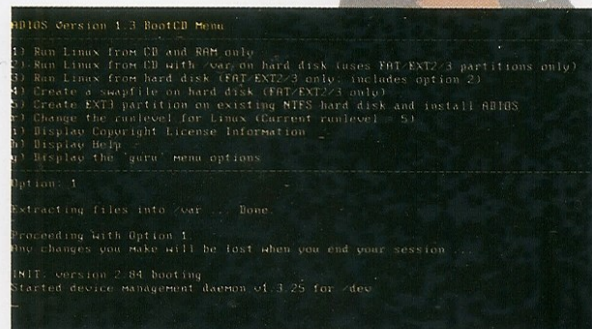 ADIOS Version 1.3 BootCD Menu
1) Run Linux from CD and RAM only
2) Run Linux from CD with /var on hard disk (uses FAT/EXT2/3 partitions only)
3) Run Linux from hard disk (FAT/EXT2/3 only; includes option 2)
4) Create a swapfile on hard disk (FAT/EXT2/3 only)
5) Create EXT3 partition on existing NTFS hard disk and install ADIOS
r) Change the runlevel for Linux (Current runlevel = 5)
i) Display Copyright License Information
h) Display Help
g) Display the 'guru' menu options
Option: 1
Extracting files into /var ... Done.
Proceeding with Option 1.
Any changes you make will be lost when you end your session ...
INIT: version 2.84 booting
Started device management daemon v1.3.25 for /dev